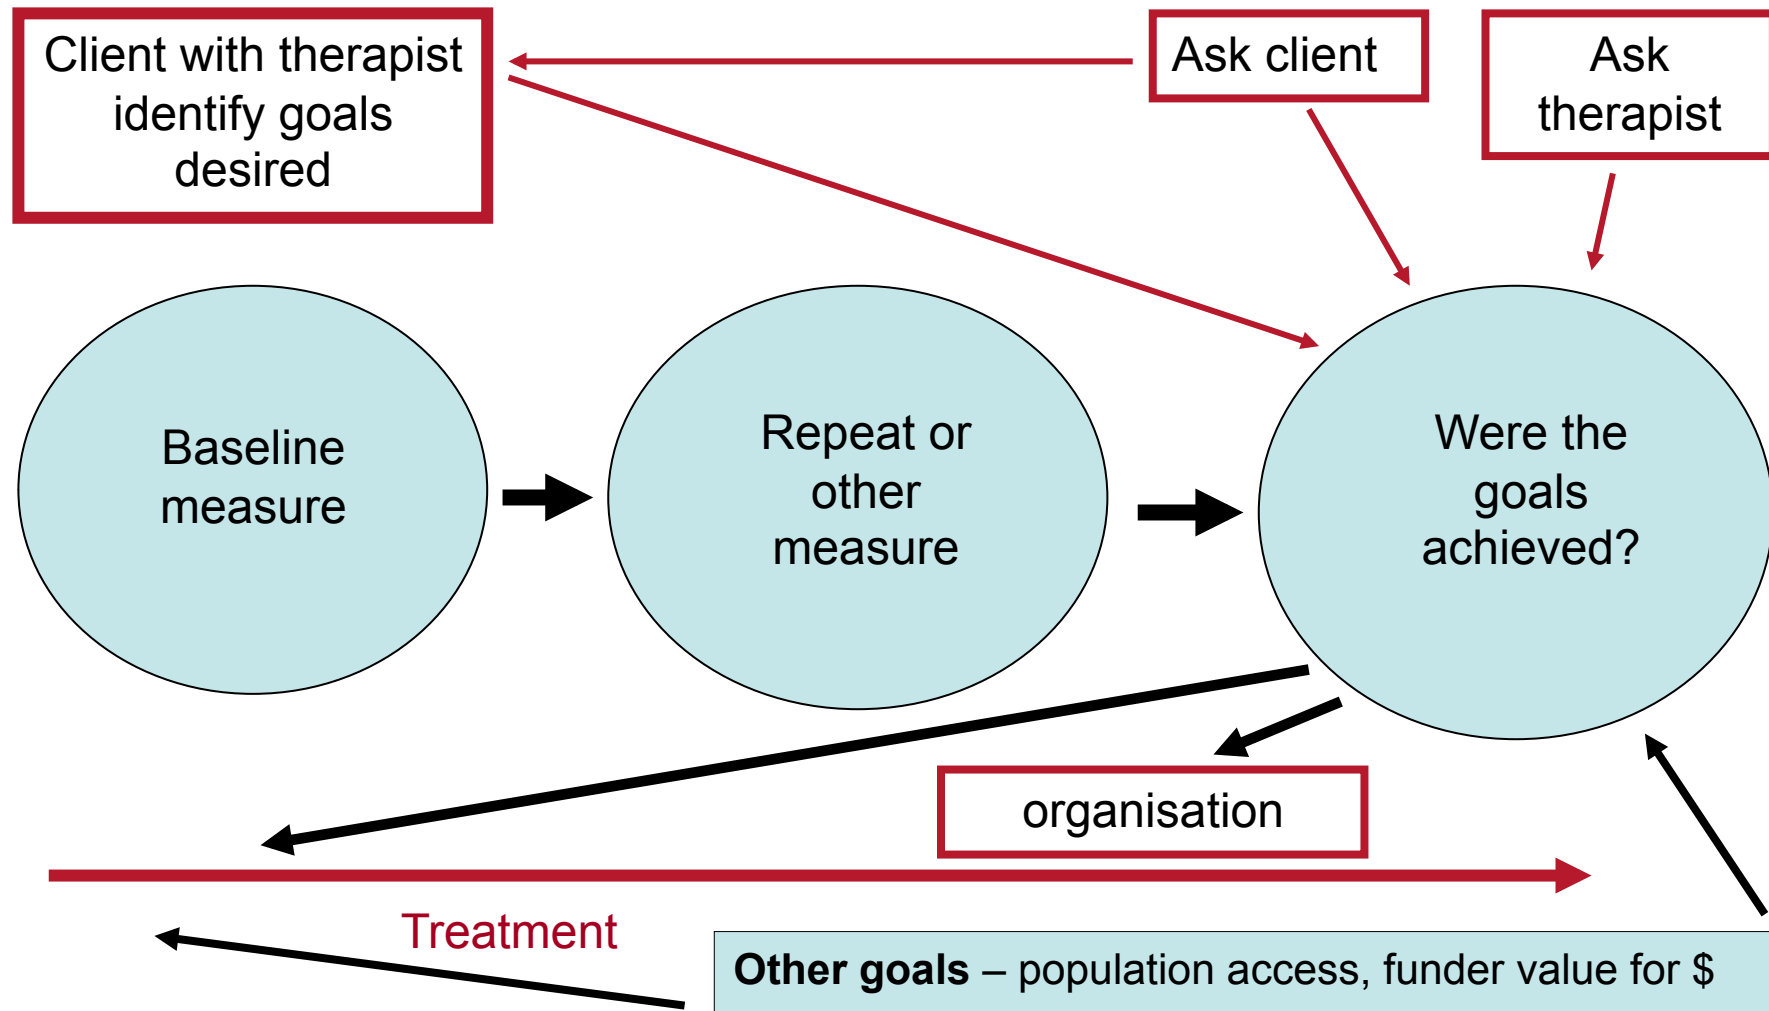 Client with therapist
identify goals
desired
Ask client
Ask
therapist
Baseline
measure
Repeat or
other
measure
Were the
goals
achieved?
organisation
Treatment
Other goals – population access, funder value for $